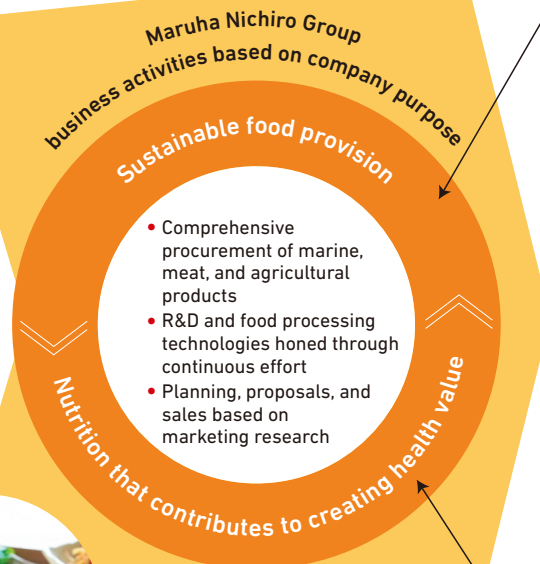 Maruha Nichiro Group
business activities based on company purpose
Sustainable food provision
• Comprehensive
procurement of marine,
meat, and agricultural
products
• R&D and food processing
technologies honed through
continuous effort
• Planning, proposals, and
sales based on
marketing research
Nutrition that contributes to creating health value